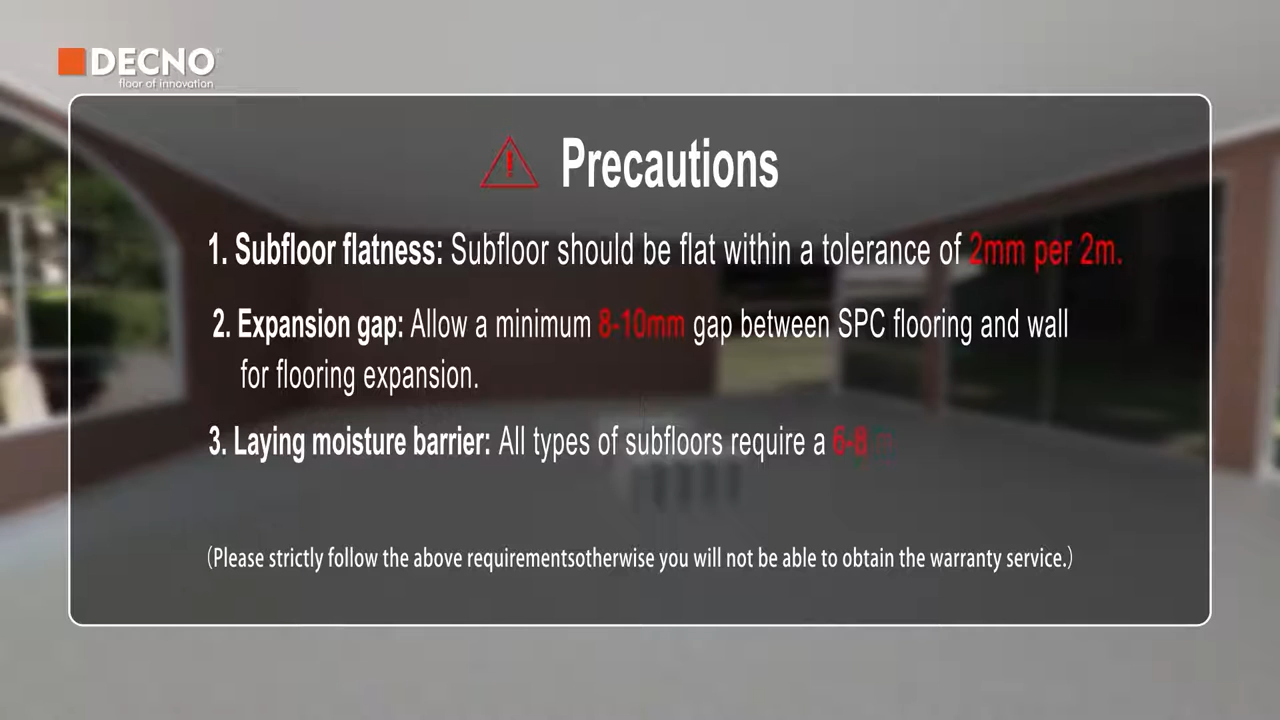 DECNO
floor of innovation
Precautions
1. Subfloor flatness: Subfloor should be flat within a tolerance of 2mm per 2m.
2. Expansion gap: Allow a minimum 8-10mm gap between SPC flooring and wall
for flooring expansion.
3. Laying moisture barrier: All types of subfloors require a 6-8
(Please strictly follow the above requirementsotherwise you will not be able to obtain the warranty service.)